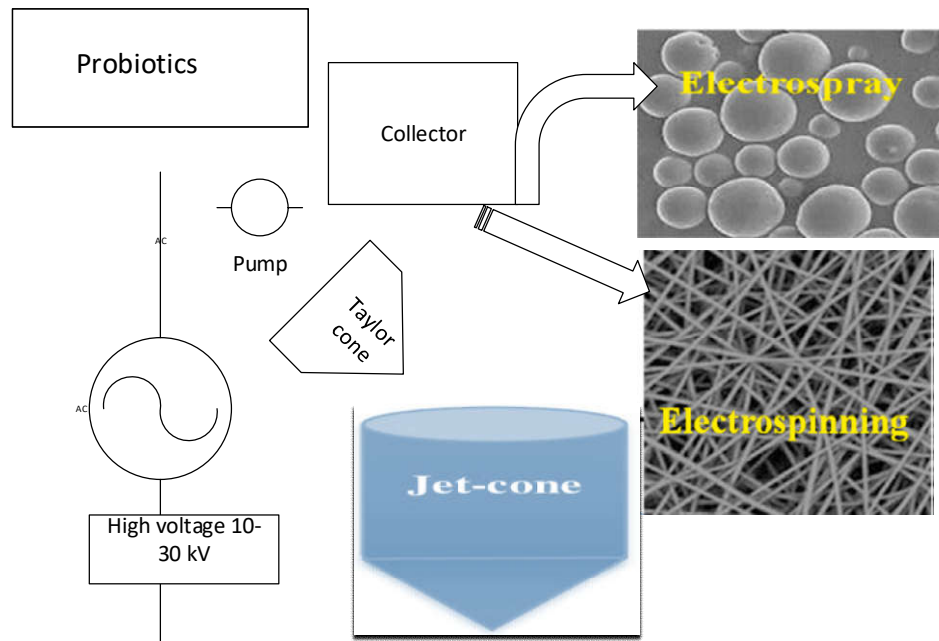 Probiotics
Electrospray
Collector
AC
Pump
Taylor
cone
AC
Electrospinning
Jet-cone
High voltage 10-
30 kV